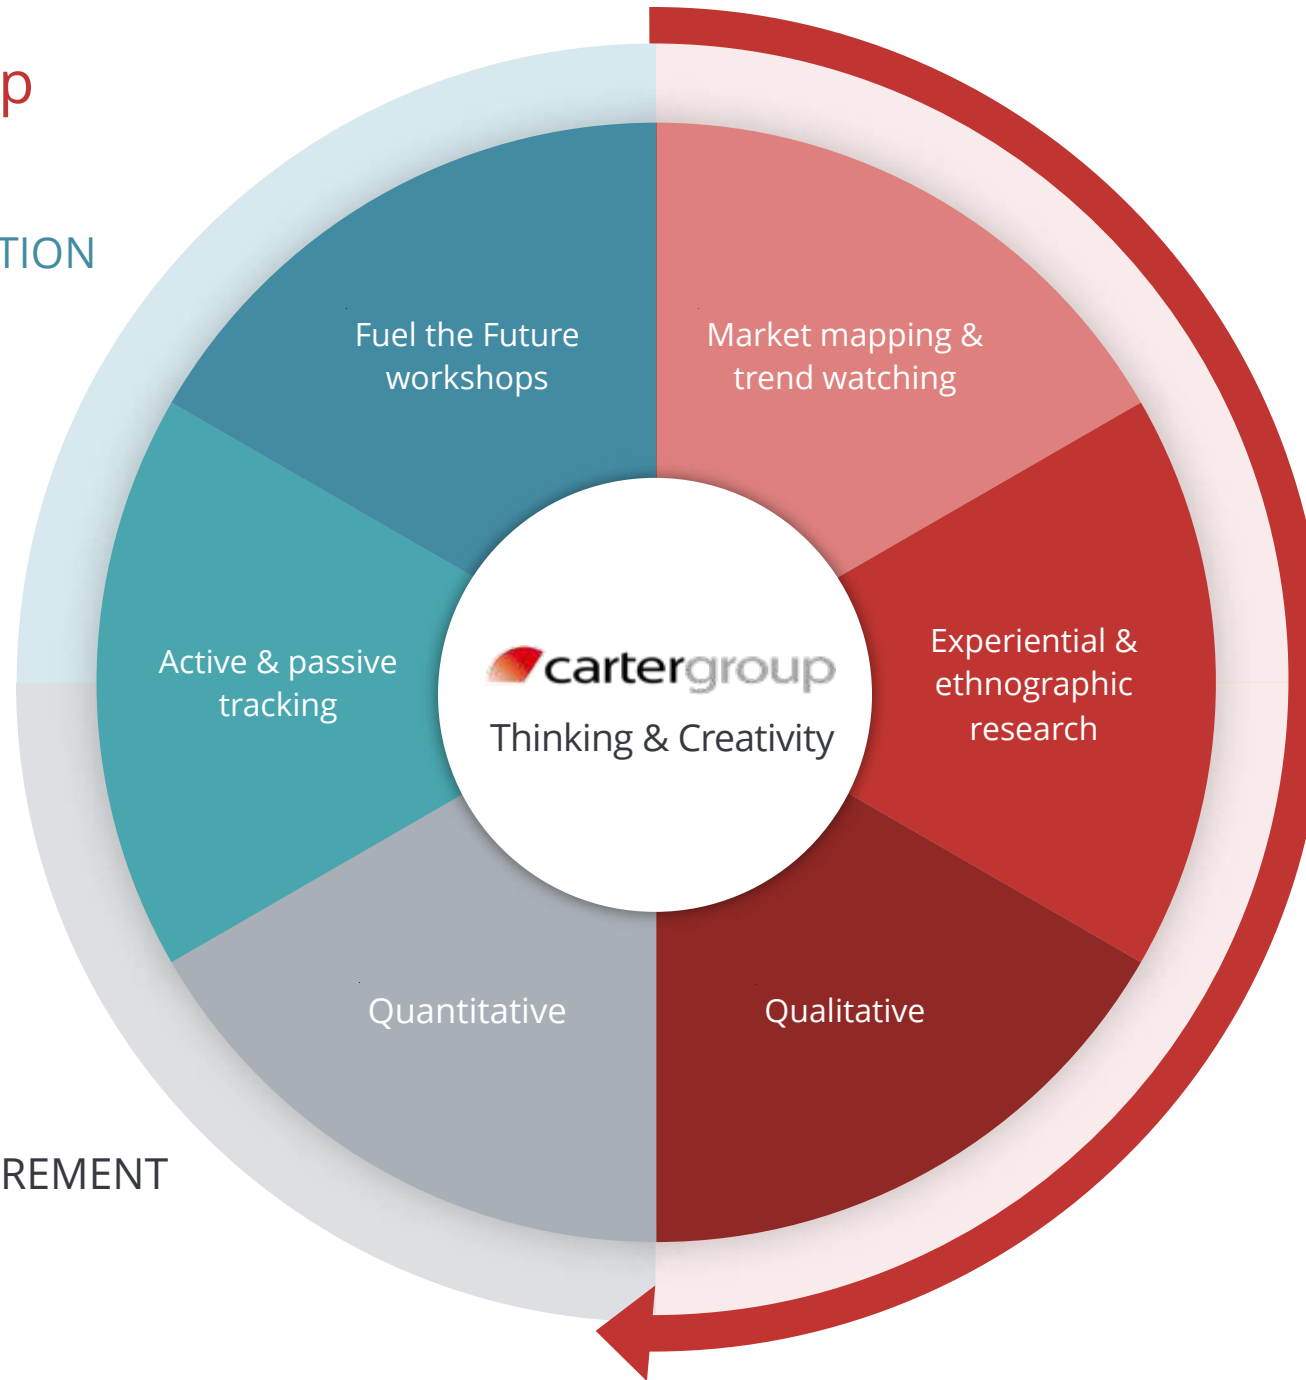 p
TION
Fuel the Future
workshops
Market mapping &
trend watching
Active & passive
tracking
cartergroup
Thinking & Creativity
Experiential &
ethnographic
research
Quantitative
Qualitative
REMENT